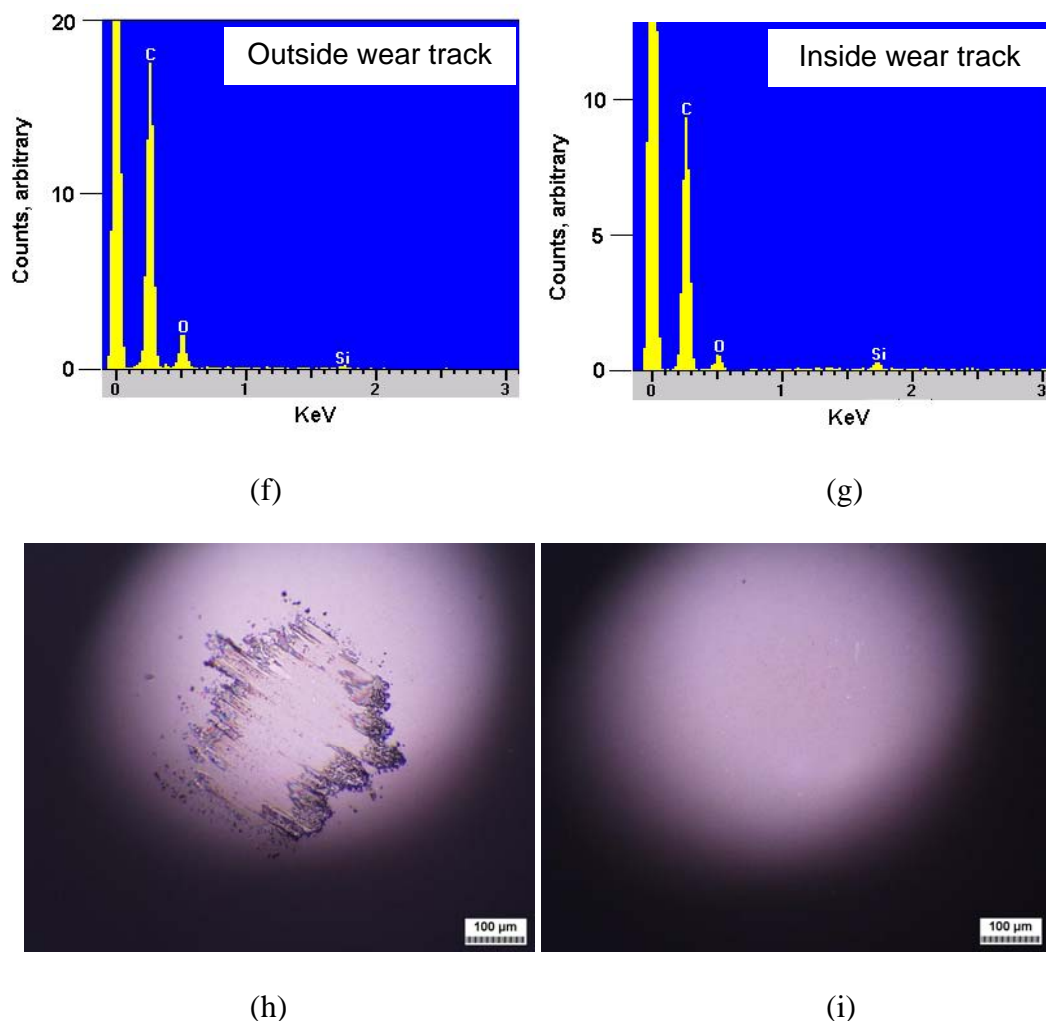 20
10
0
Counts, arbitrary
Outside wear track
C
O
Si
0 1 2 3
KeV
(f)
10
5
0
Counts, arbitrary
Inside wear track
C
O
Si
0 1 2 3
KeV
(g)
100 µm
(h)
100 µm
(i)